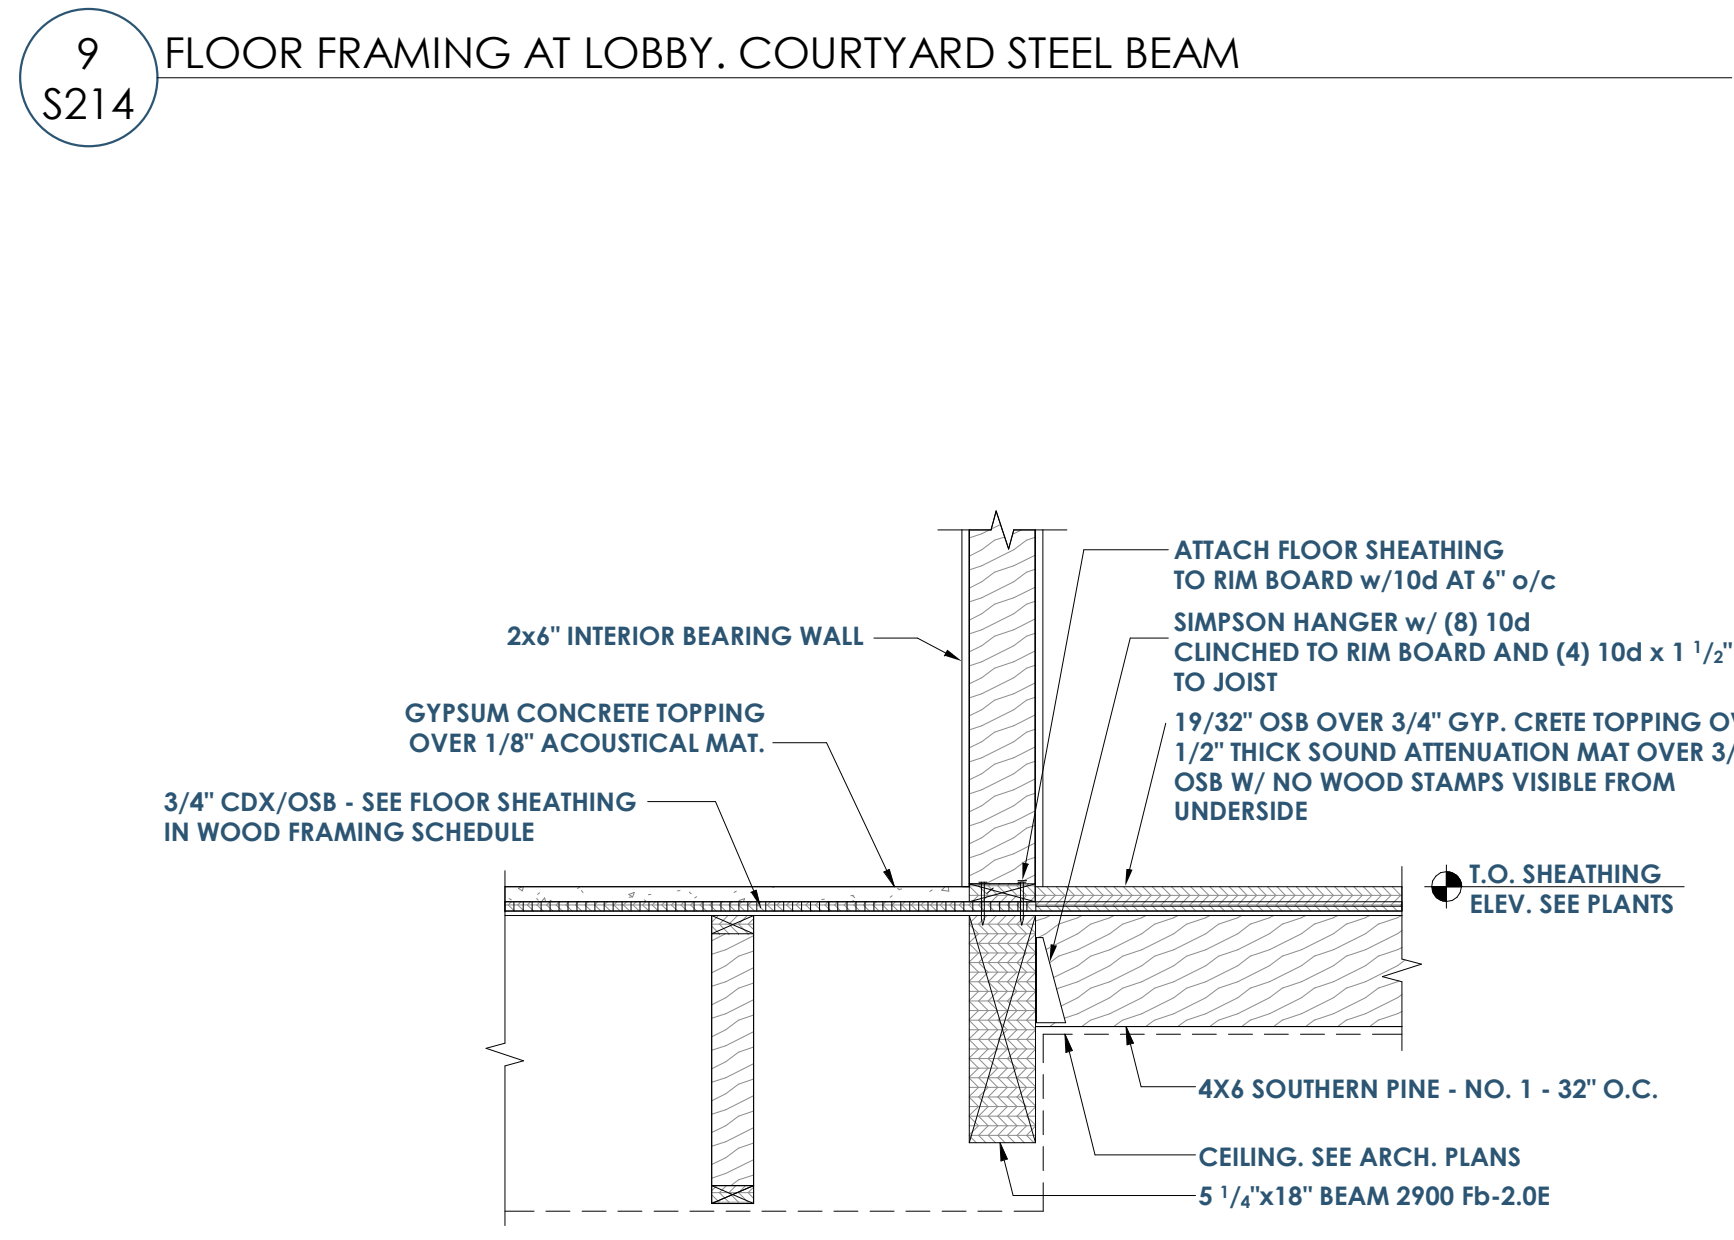 9
S214
FLOOR FRAMING AT LOBBY. COURTYARD STEEL BEAM
ATTACH FLOOR SHEATHING
TO RIM BOARD w/10d AT 6" o/c
SIMPSON HANGER w/ (8) 10d
CLINCHED TO RIM BOARD AND (4) 10d x 1 1/2"
TO JOIST
2x6" INTERIOR BEARING WALL
GYPSUM CONCRETE TOPPING
OVER 1/8" ACOUSTICAL MAT.
19/32" OSB OVER 3/4" GYP. CRETE TOPPING
1/2" THICK SOUND ATTENUATION MAT OVER
OSB W/ NO WOOD STAMPS VISIBLE FROM
UNDERSIDE
3/4" CDX/OSB - SEE FLOOR SHEATHING
IN WOOD FRAMING SCHEDULE
T.O. SHEATHING
ELEV. SEE PLANTS
4X6 SOUTHERN PINE - NO. 1 - 32" O.C.
CEILING. SEE ARCH. PLANS
5 1/4"x18" BEAM 2900 Fb-2.0E